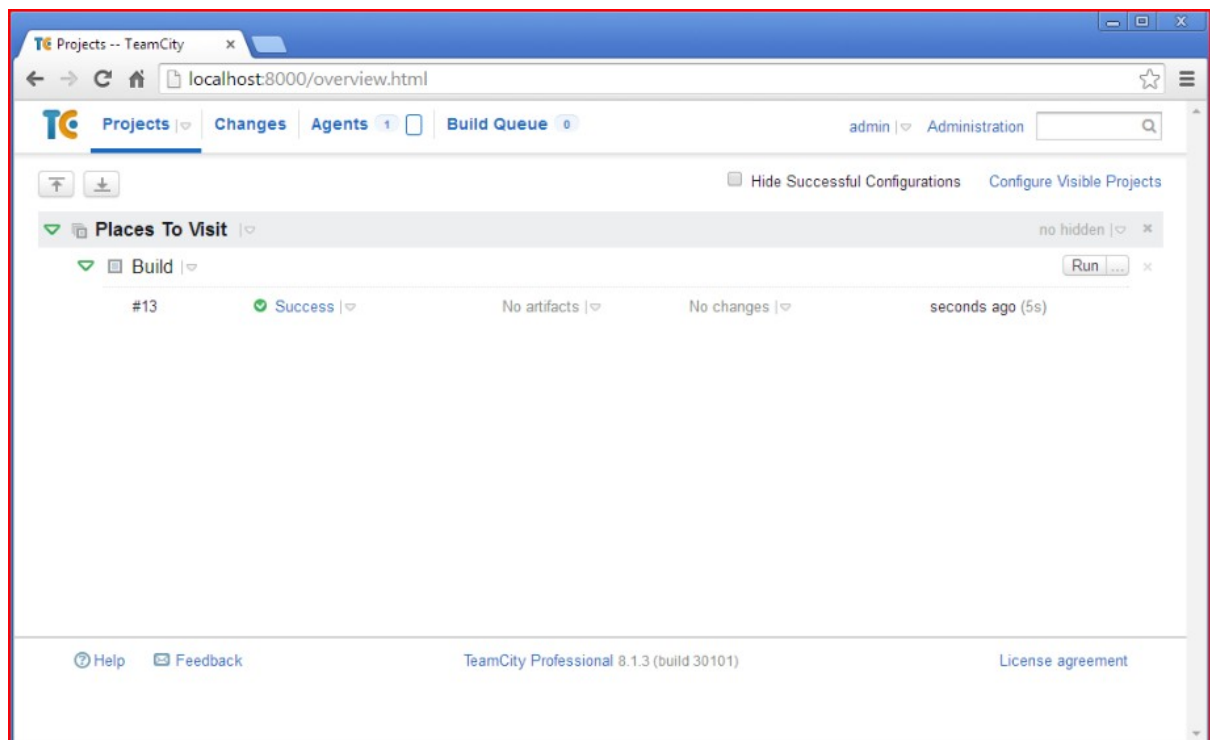 TC Projects -- TeamCity
localhost:8000/overview.html
TC Projects Changes Agents 1 Build Queue 0 admin Administration
Hide Successful Configurations Configure Visible Projects
Places To Visit no hidden
Build Run ...
#13 Success No artifacts No changes seconds ago (5s)
Help Feedback TeamCity Professional 8.1.3 (build 30101) License agreement